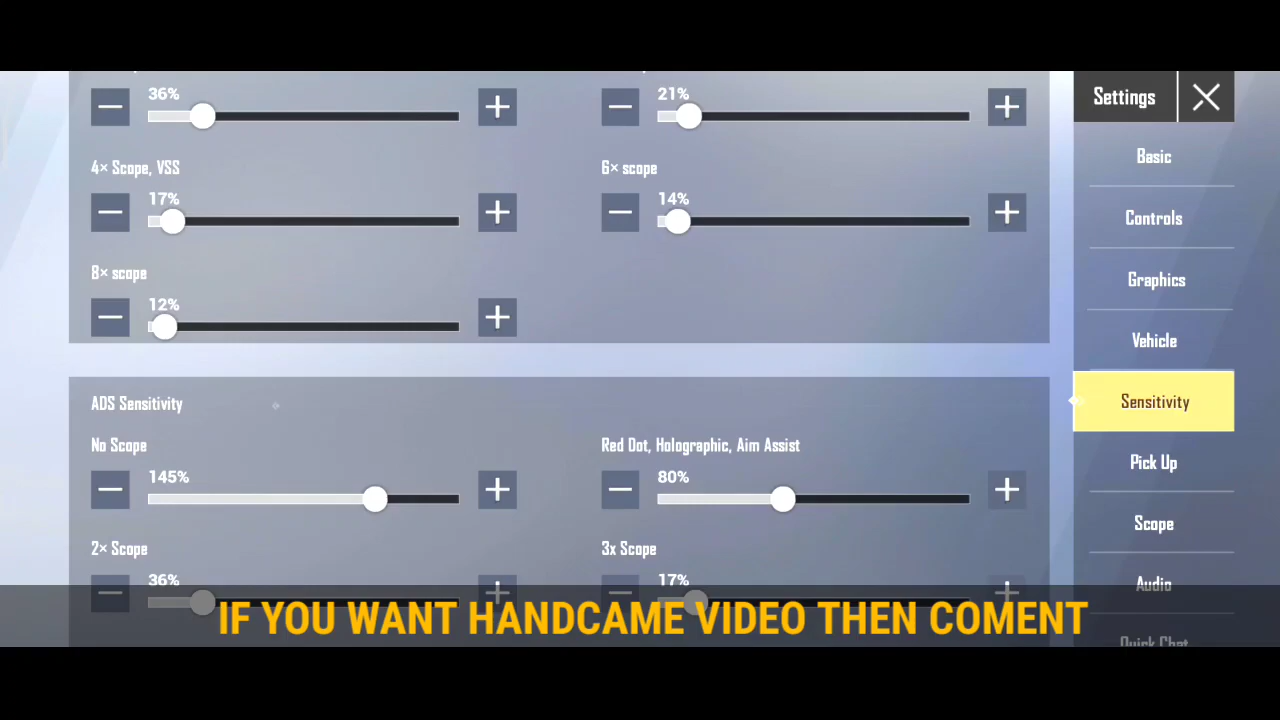 36%
21%
Settings
Basic
4× Scope, VSS
6× scope
17%
14%
Controls
8× scope
Graphics
12%
Vehicle
ADS Sensitivity
Sensitivity
No Scope
Red Dot, Holographic, Aim Assist
145%
80%
Pick Up
Scope
2× Scope
3x Scope
36%
17%
Audio
IF YOU WANT HANDCAME VIDEO THEN COMENT
Quick Chat